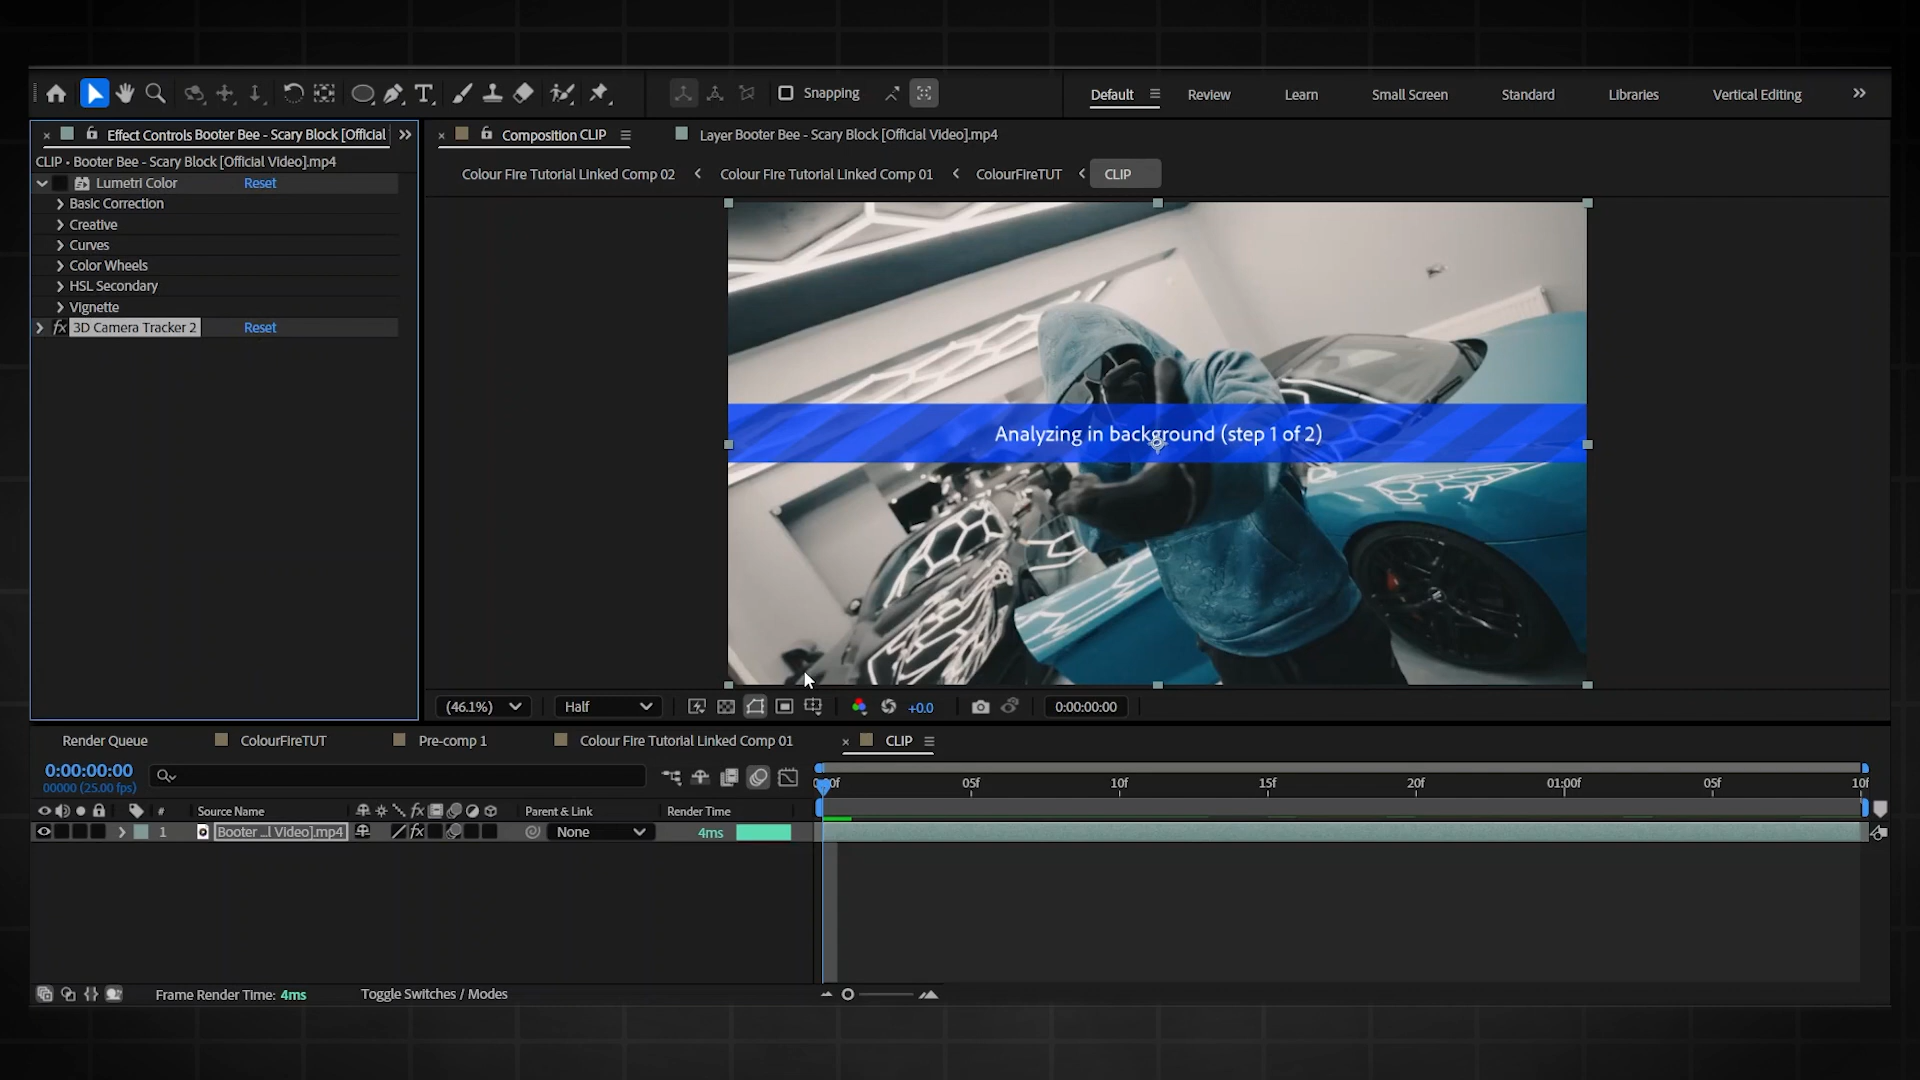 Snapping
Default
Review
Learn
Small Screen
Standard
Libraries
Vertical Editing
Effect Controls Booter Bee - Scary Block [Official
Composition CLIP
Layer Booter Bee - Scary Block [Official Video].mp4
CLIP • Booter Bee - Scary Block [Official Video].mp4
Colour Fire Tutorial Linked Comp 02
Colour Fire Tutorial Linked Comp 01
ColourFireTUT
CLIP
Lumetri Color Reset
Basic Correction
Creative
Curves
Color Wheels
HSL Secondary
Vignette
fx 3D Camera Tracker 2 Reset
Analyzing in background (step 1 of 2)
(46.1%)
Half
+0.0
0:00:00:00
Render Queue
ColourFireTUT
Pre-comp 1
Colour Fire Tutorial Linked Comp 01
CLIP
0:00:00:00
00000 (25.00 fps)
05f 10f 15f 20f 01:00f 05f 10f
# Source Name fx Parent & Link Render Time
1 Booter ...l Video].mp4 fx None 4ms
Frame Render Time: 4ms
Toggle Switches / Modes